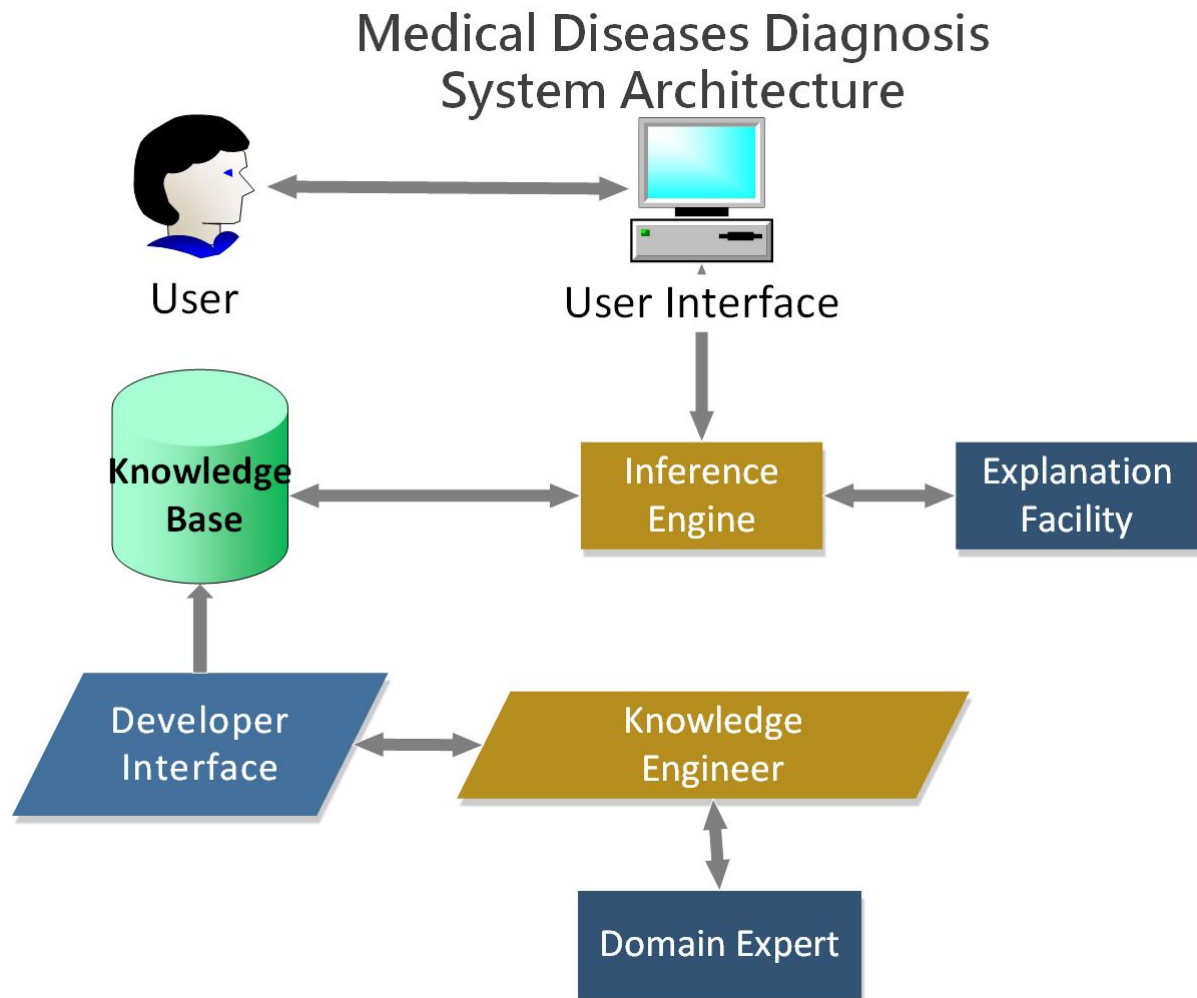 Medical Diseases Diagnosis
System Architecture
User
User Interface
Knowledge
Base
Inference
Engine
Explanation
Facility
Developer
Interface
Knowledge
Engineer
Domain Expert